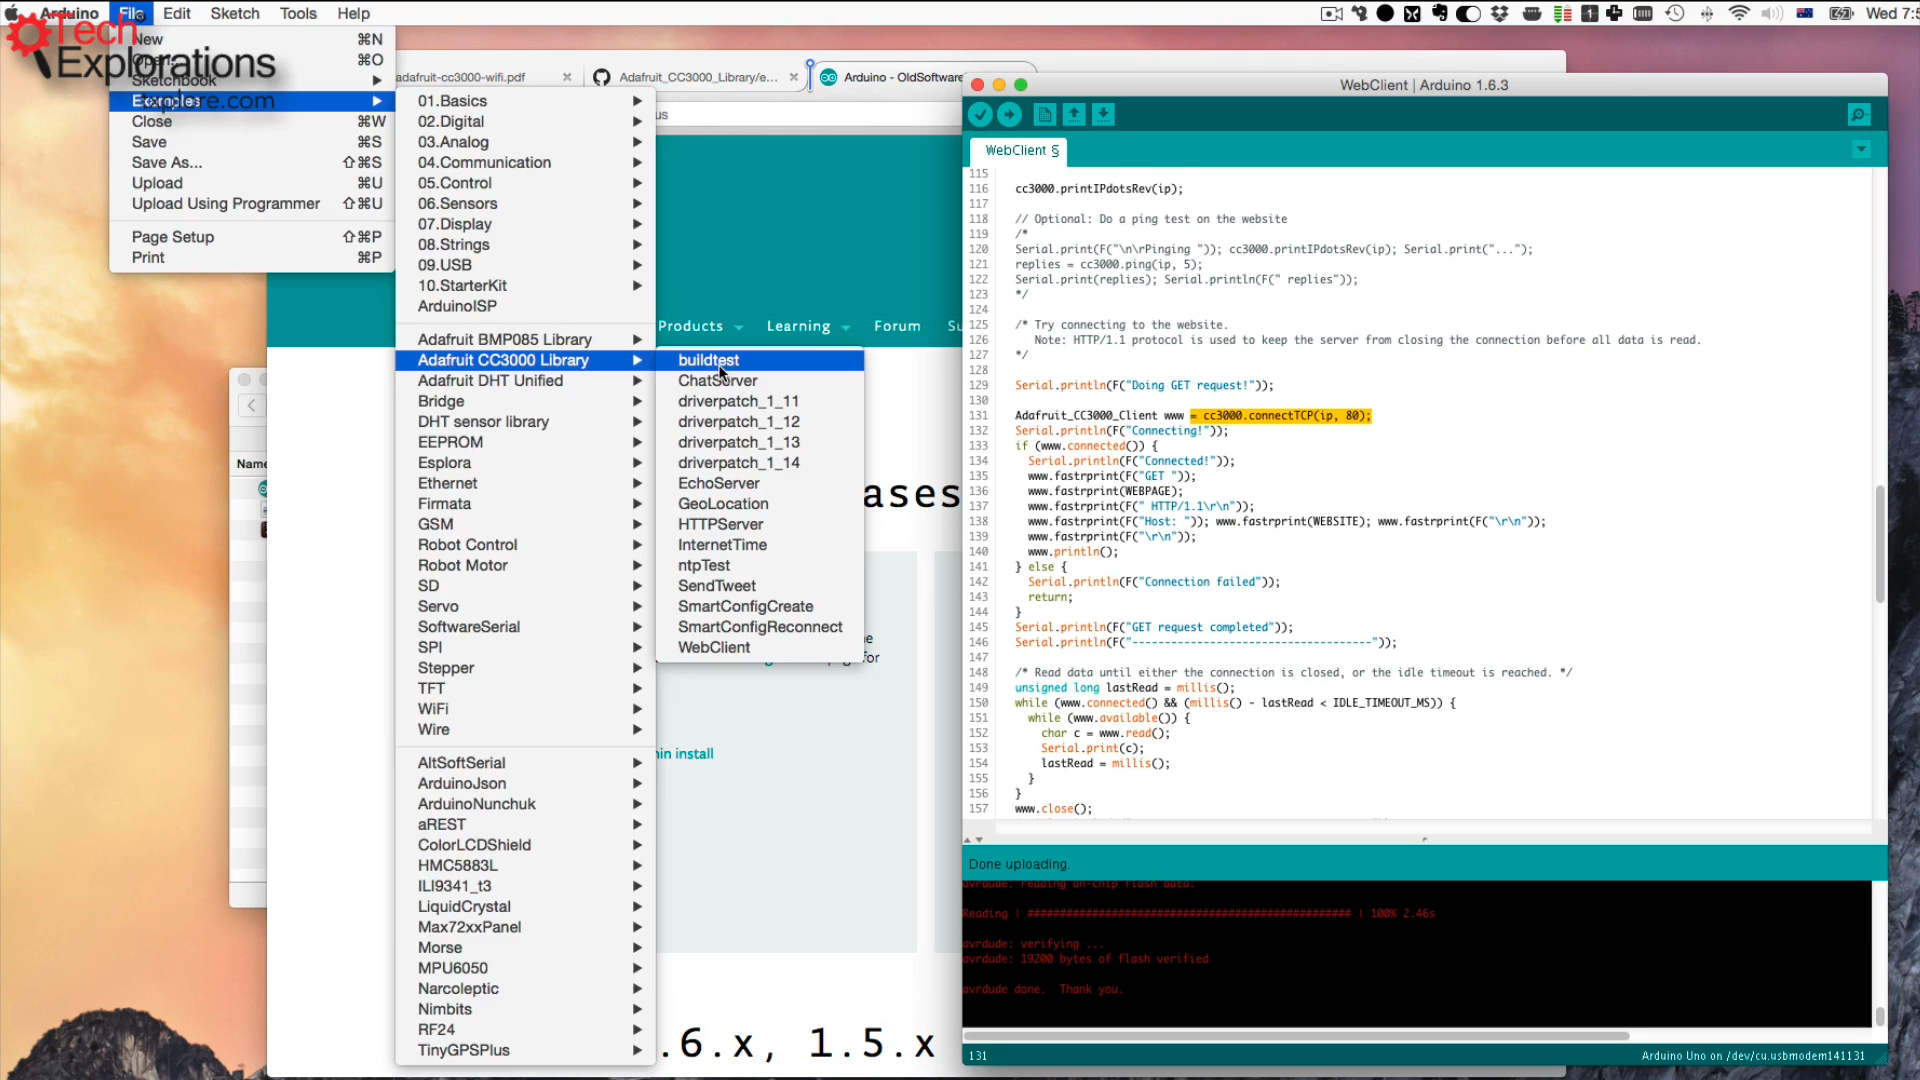 Arduino File Edit Sketch Tools Help
Wed 7:5
Tech
Explorations
txplore.com
New ⌘N
Open... ⌘O
Sketchbook
Examples
Close ⌘W
Save ⌘S
Save As... ⇧⌘S
Upload ⌘U
Upload Using Programmer ⇧⌘U
Page Setup ⇧⌘P
Print ⌘P
01.Basics
02.Digital
03.Analog
04.Communication
05.Control
06.Sensors
07.Display
08.Strings
09.USB
10.StarterKit
ArduinoISP
Adafruit BMP085 Library
Adafruit CC3000 Library
Adafruit DHT Unified
Bridge
DHT sensor library
EEPROM
Esplora
Ethernet
Firmata
GSM
Robot Control
Robot Motor
SD
Servo
SoftwareSerial
SPI
Stepper
TFT
WiFi
Wire
AltSoftSerial
ArduinoJson
ArduinoNunchuk
aREST
ColorLCDShield
HMC5883L
ILI9341_t3
LiquidCrystal
Max72xxPanel
Morse
MPU6050
Narcoleptic
Nimbits
RF24
TinyGPSPlus
buildtest
ChatServer
driverpatch_1_11
driverpatch_1_12
driverpatch_1_13
driverpatch_1_14
EchoServer
GeoLocation
HTTPServer
InternetTime
ntpTest
SendTweet
SmartConfigCreate
SmartConfigReconnect
WebClient
adafruit-cc3000-wifi.pdf
Adafruit_CC3000_Library/e...
Arduino - OldSoftware
us
Products Learning Forum Su
Name
ases
e
for
in install
.6.x, 1.5.x
WebClient | Arduino 1.6.3
WebClient §
115
116 cc3000.printIPdotsRev(ip);
117
118 // Optional: Do a ping test on the website
119 /*
120 Serial.print(F("\n\rPinging ")); cc3000.printIPdotsRev(ip); Serial.print("...");
121 replies = cc3000.ping(ip, 5);
122 Serial.print(replies); Serial.println(F(" replies"));
123 */
124
125 /* Try connecting to the website.
126 Note: HTTP/1.1 protocol is used to keep the server from closing the connection before all data is read.
127 */
128
129 Serial.println(F("Doing GET request!"));
130
131 Adafruit_CC3000_Client www = cc3000.connectTCP(ip, 80);
132 Serial.println(F("Connecting!"));
133 if (www.connected()) {
134 Serial.println(F("Connected!"));
135 www.fastrprint(F("GET "));
136 www.fastrprint(WEBPAGE);
137 www.fastrprint(F(" HTTP/1.1\r\n"));
138 www.fastrprint(F("Host: ")); www.fastrprint(WEBSITE); www.fastrprint(F("\r\n"));
139 www.fastrprint(F("\r\n"));
140 www.println();
141 } else {
142 Serial.println(F("Connection failed"));
143 return;
144 }
145 Serial.println(F("GET request completed"));
146 Serial.println(F("-------------------------------------"));
147
148 /* Read data until either the connection is closed, or the idle timeout is reached. */
149 unsigned long lastRead = millis();
150 while (www.connected() && (millis() - lastRead < IDLE_TIMEOUT_MS)) {
151 while (www.available()) {
152 char c = www.read();
153 Serial.print(c);
154 lastRead = millis();
155 }
156 }
157 www.close();
Done uploading.
avrdude: reading on-chip flash data:
Reading | ################################################## | 100% 2.46s
avrdude: verifying ...
avrdude: 19200 bytes of flash verified
avrdude done. Thank you.
131
Arduino Uno on /dev/cu.usbmodem141131